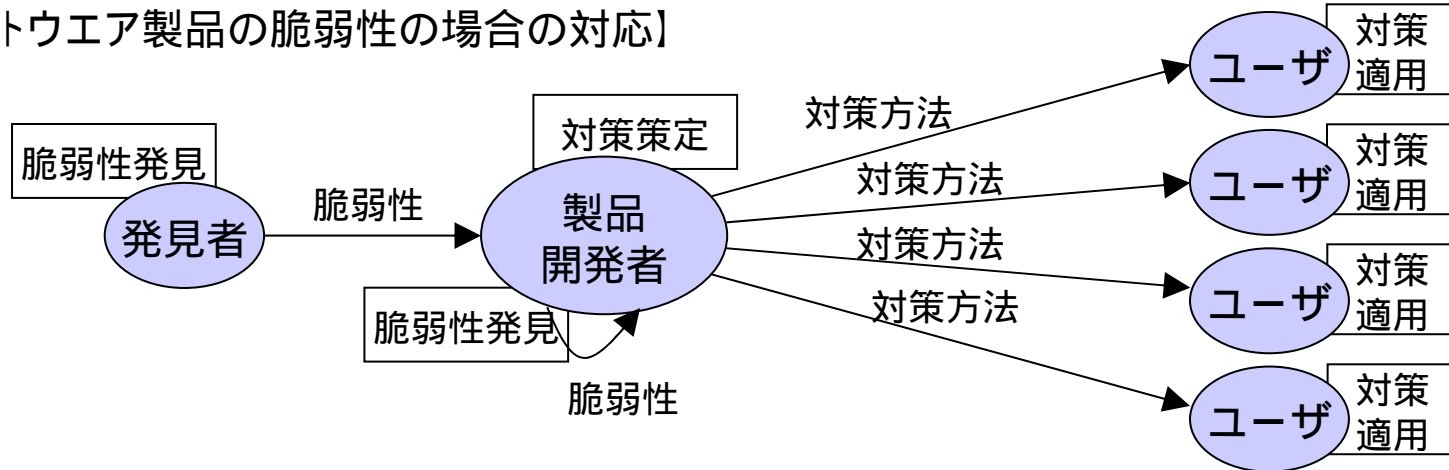 トウエア製品の脆弱性の場合の対応】
脆弱性発見
発見者
脆弱性
対策策定
製品
開発者
脆弱性発見
脆弱性
対策方法
対策方法
対策方法
対策方法
ユーザ
対策
適用
ユーザ
対策
適用
ユーザ
対策
適用
ユーザ
対策
適用